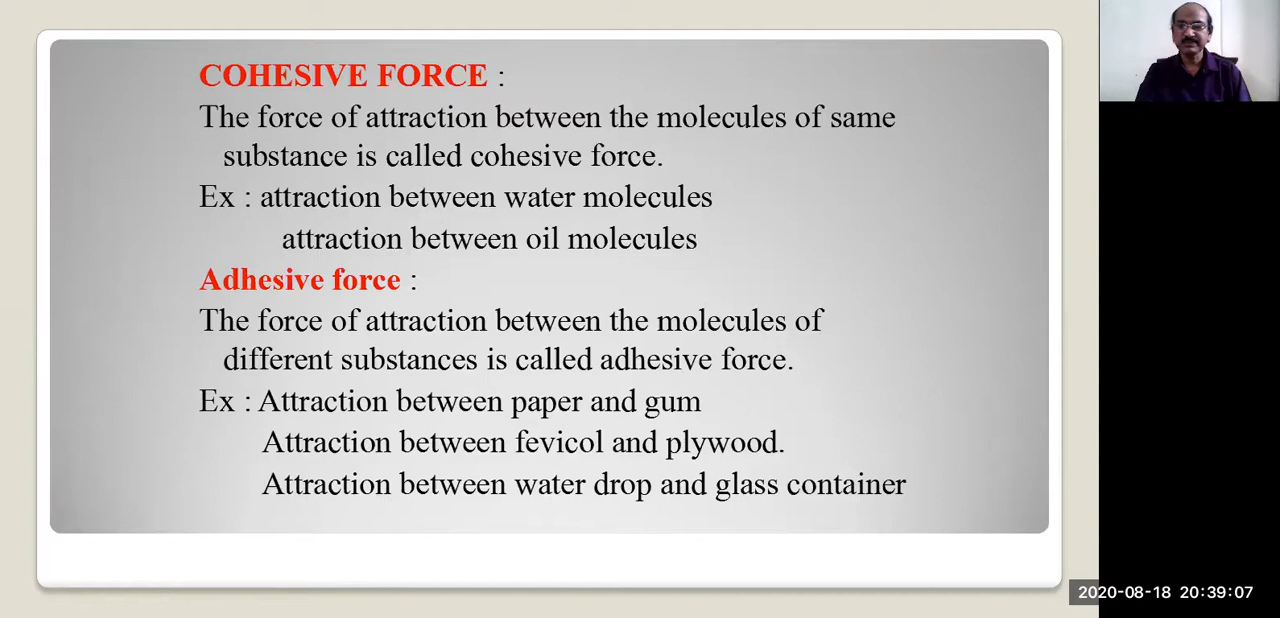 COHESIVE FORCE :
The force of attraction between the molecules of same
substance is called cohesive force.
Ex : attraction between water molecules
attraction between oil molecules
Adhesive force :
The force of attraction between the molecules of
different substances is called adhesive force.
Ex : Attraction between paper and gum
Attraction between fevicol and plywood.
Attraction between water drop and glass container
2020-08-18 20:39:07